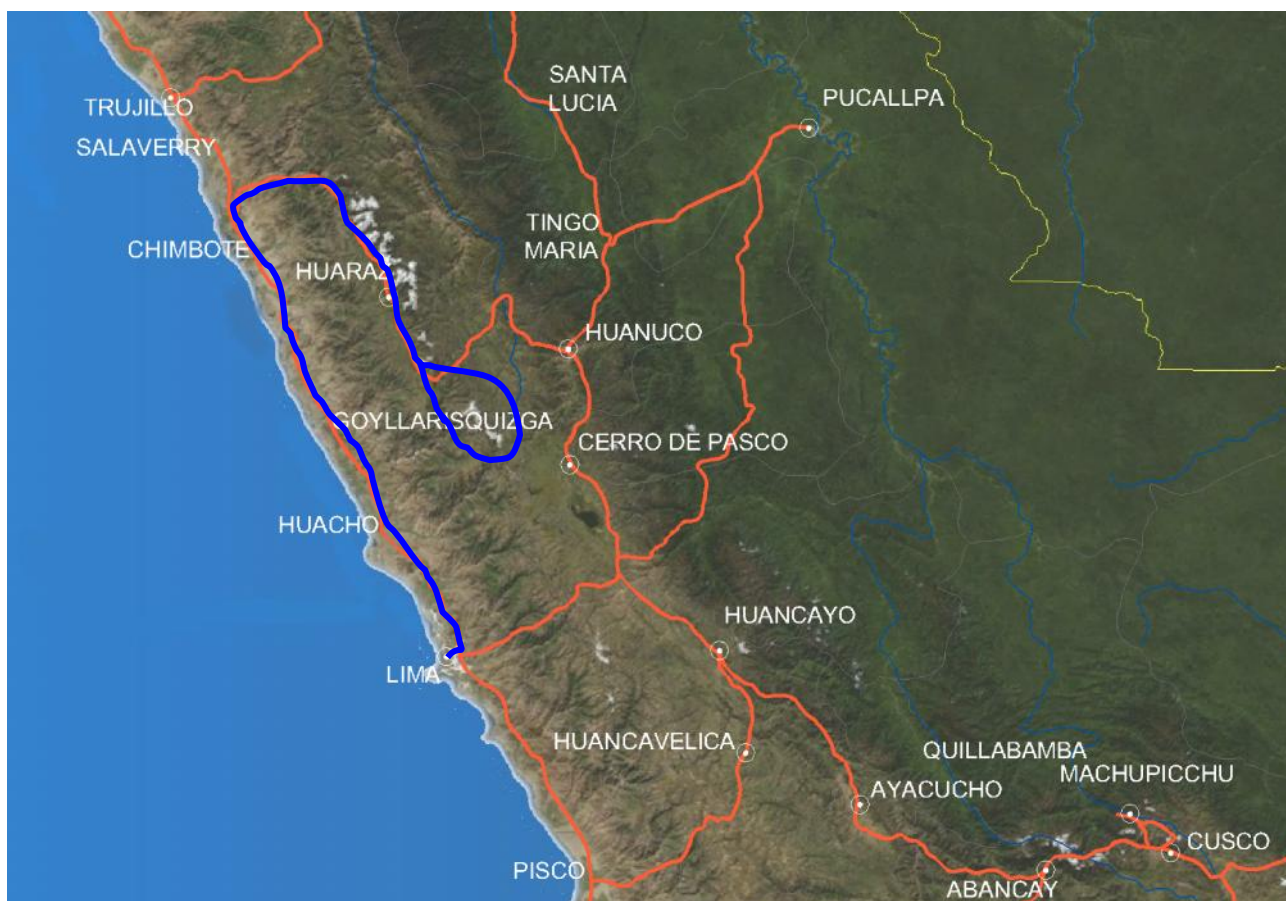 SANTA
LUCIA
PUCALLPA
TRUJILLO
SALAVERRY
TINGO
MARIA
CHIMBOTE
HUARAZ
HUANUCO
GOYLLARISQUIZGA
CERRO DE PASCO
HUACHO
HUANCAYO
LIMA
HUANCAVELICA
QUILLABAMBA
MACHUPICCHU
AYACUCHO
CUSCO
PISCO
ABANCAY